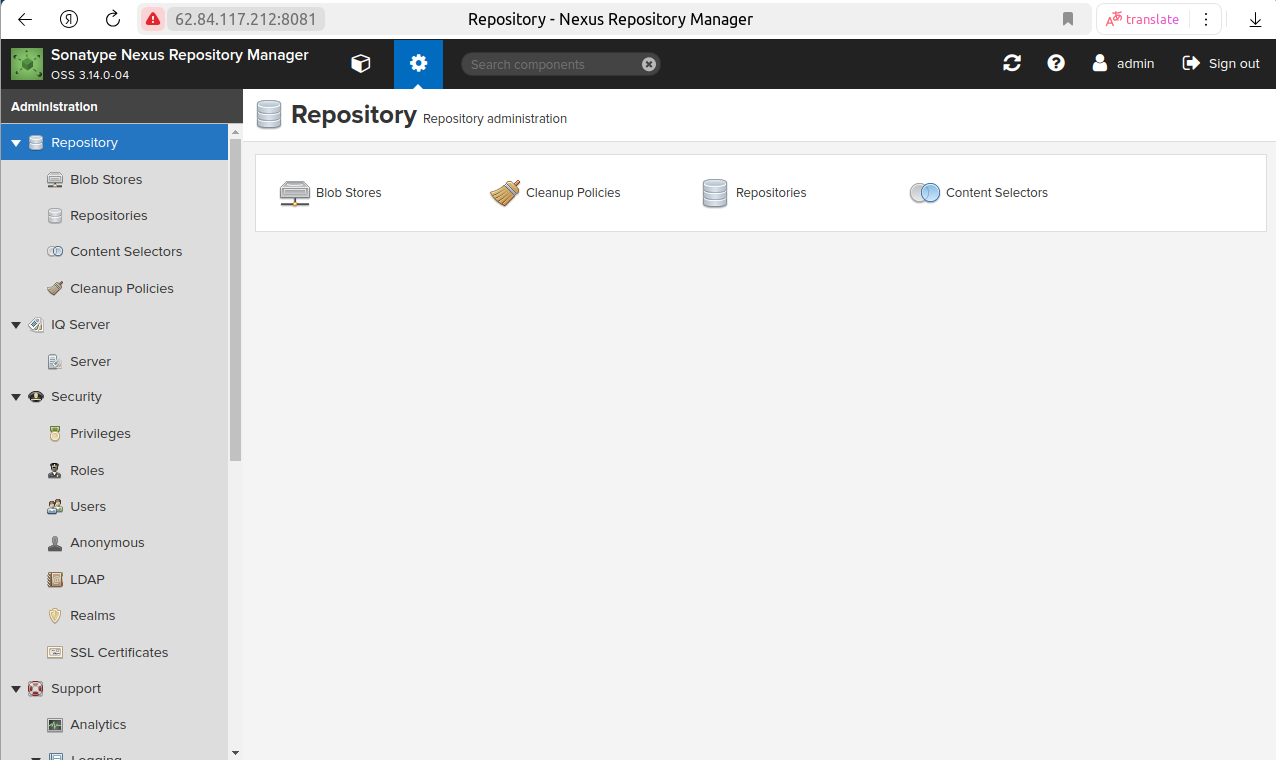 62.84.117.212:8081
Repository - Nexus Repository Manager
translate
Sonatype Nexus Repository Manager
OSS 3.14.0-04
Search components
admin
Sign out
Administration
Repository
Blob Stores
Repositories
Content Selectors
Cleanup Policies
IQ Server
Server
Security
Privileges
Roles
Users
Anonymous
LDAP
Realms
SSL Certificates
Support
Analytics
Logging
Repository Repository administration
Blob Stores
Cleanup Policies
Repositories
Content Selectors